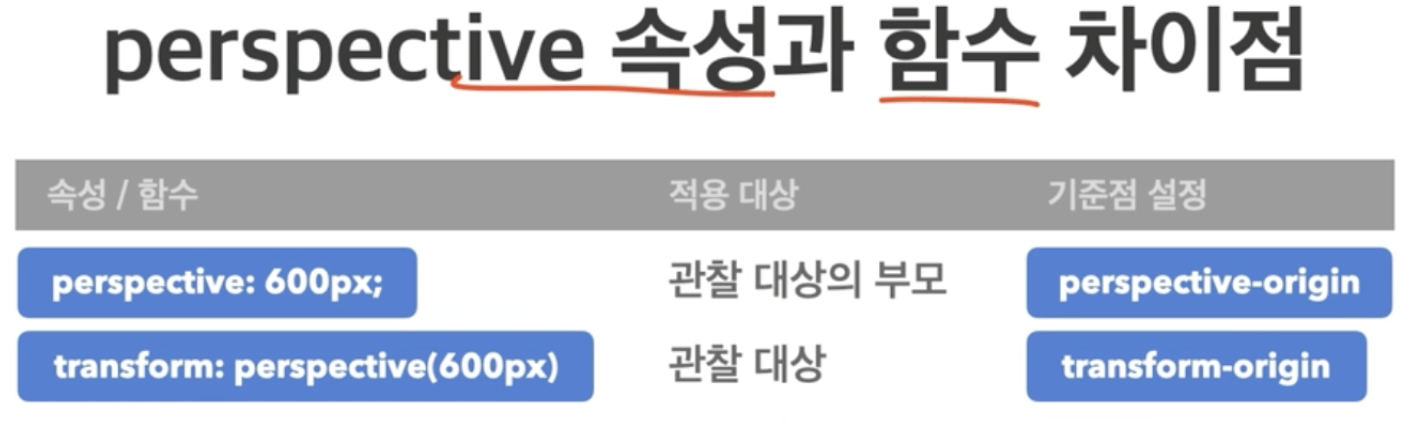 perspective 속성과 함수 차이점
속성 / 함수 적용 대상 기준점 설정
perspective: 600px; 관찰 대상의 부모 perspective-origin
transform: perspective(600px) 관찰 대상 transform-origin